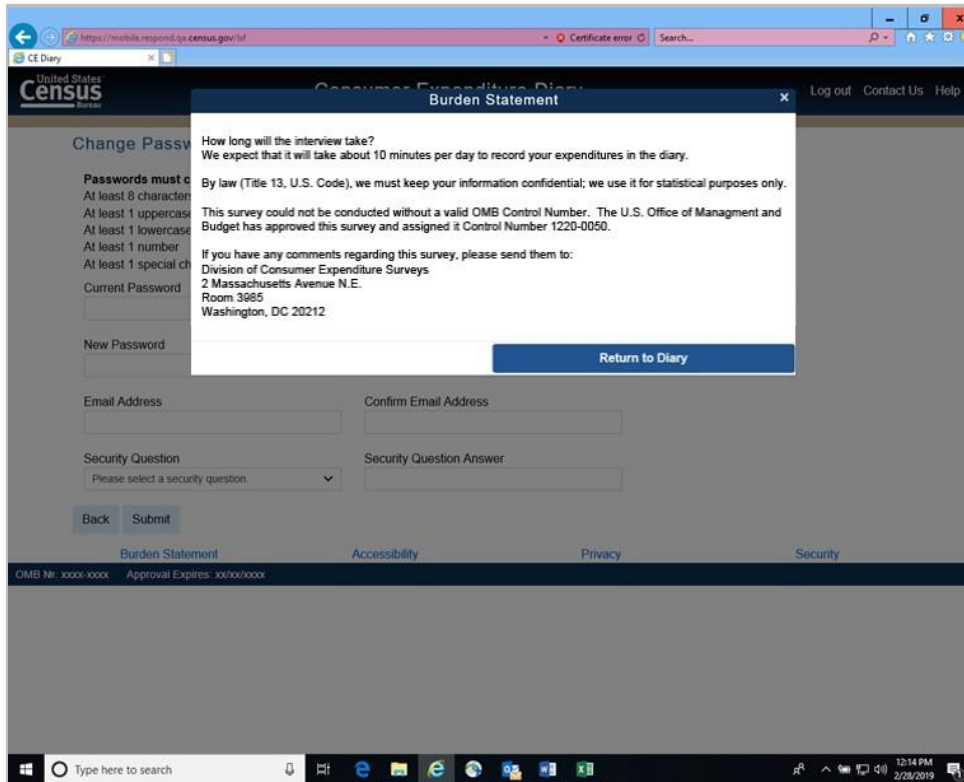 https://mobile.respond.qa.census.gov/lsf
Certificate error
Search...
CE Diary
United States
Census
Bureau
Consumer Expenditure Diary
Log out Contact Us Help
Burden Statement
How long will the interview take?
We expect that it will take about 10 minutes per day to record your expenditures in the diary.
By law (Title 13, U.S. Code), we must keep your information confidential; we use it for statistical purposes only.
This survey could not be conducted without a valid OMB Control Number. The U.S. Office of Managment and
Budget has approved this survey and assigned it Control Number 1220-0050.
If you have any comments regarding this survey, please send them to:
Division of Consumer Expenditure Surveys
2 Massachusetts Avenue N.E.
Room 3985
Washington, DC 20212
Return to Diary
Change Passw
Passwords must c
At least 8 character
At least 1 uppercase
At least 1 lowercase
At least 1 number
At least 1 special ch
Current Password
New Password
Email Address
Confirm Email Address
Security Question
Security Question Answer
Please select a security question.
Back Submit
Burden Statement Accessibility Privacy Security
OMB Nr: xxxx-xxxx Approval Expires: xx/xx/xxxx
Type here to search
12:14 PM
2/28/2019